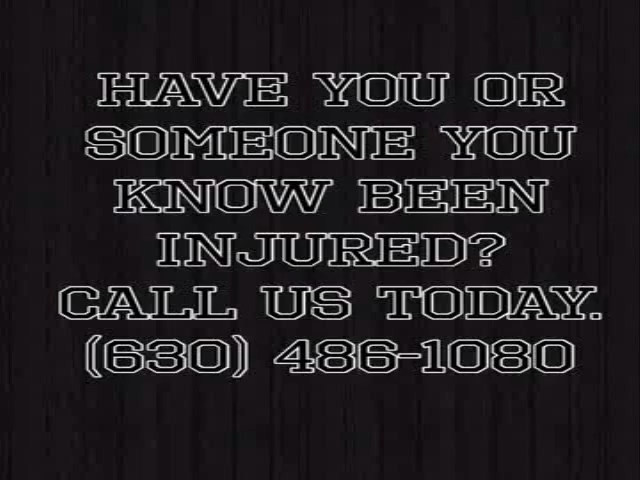 HAVE YOU OR
SOMEONE YOU
KNOW BEEN
INJURED?
CALL US TODAY.
(630) 486-1080